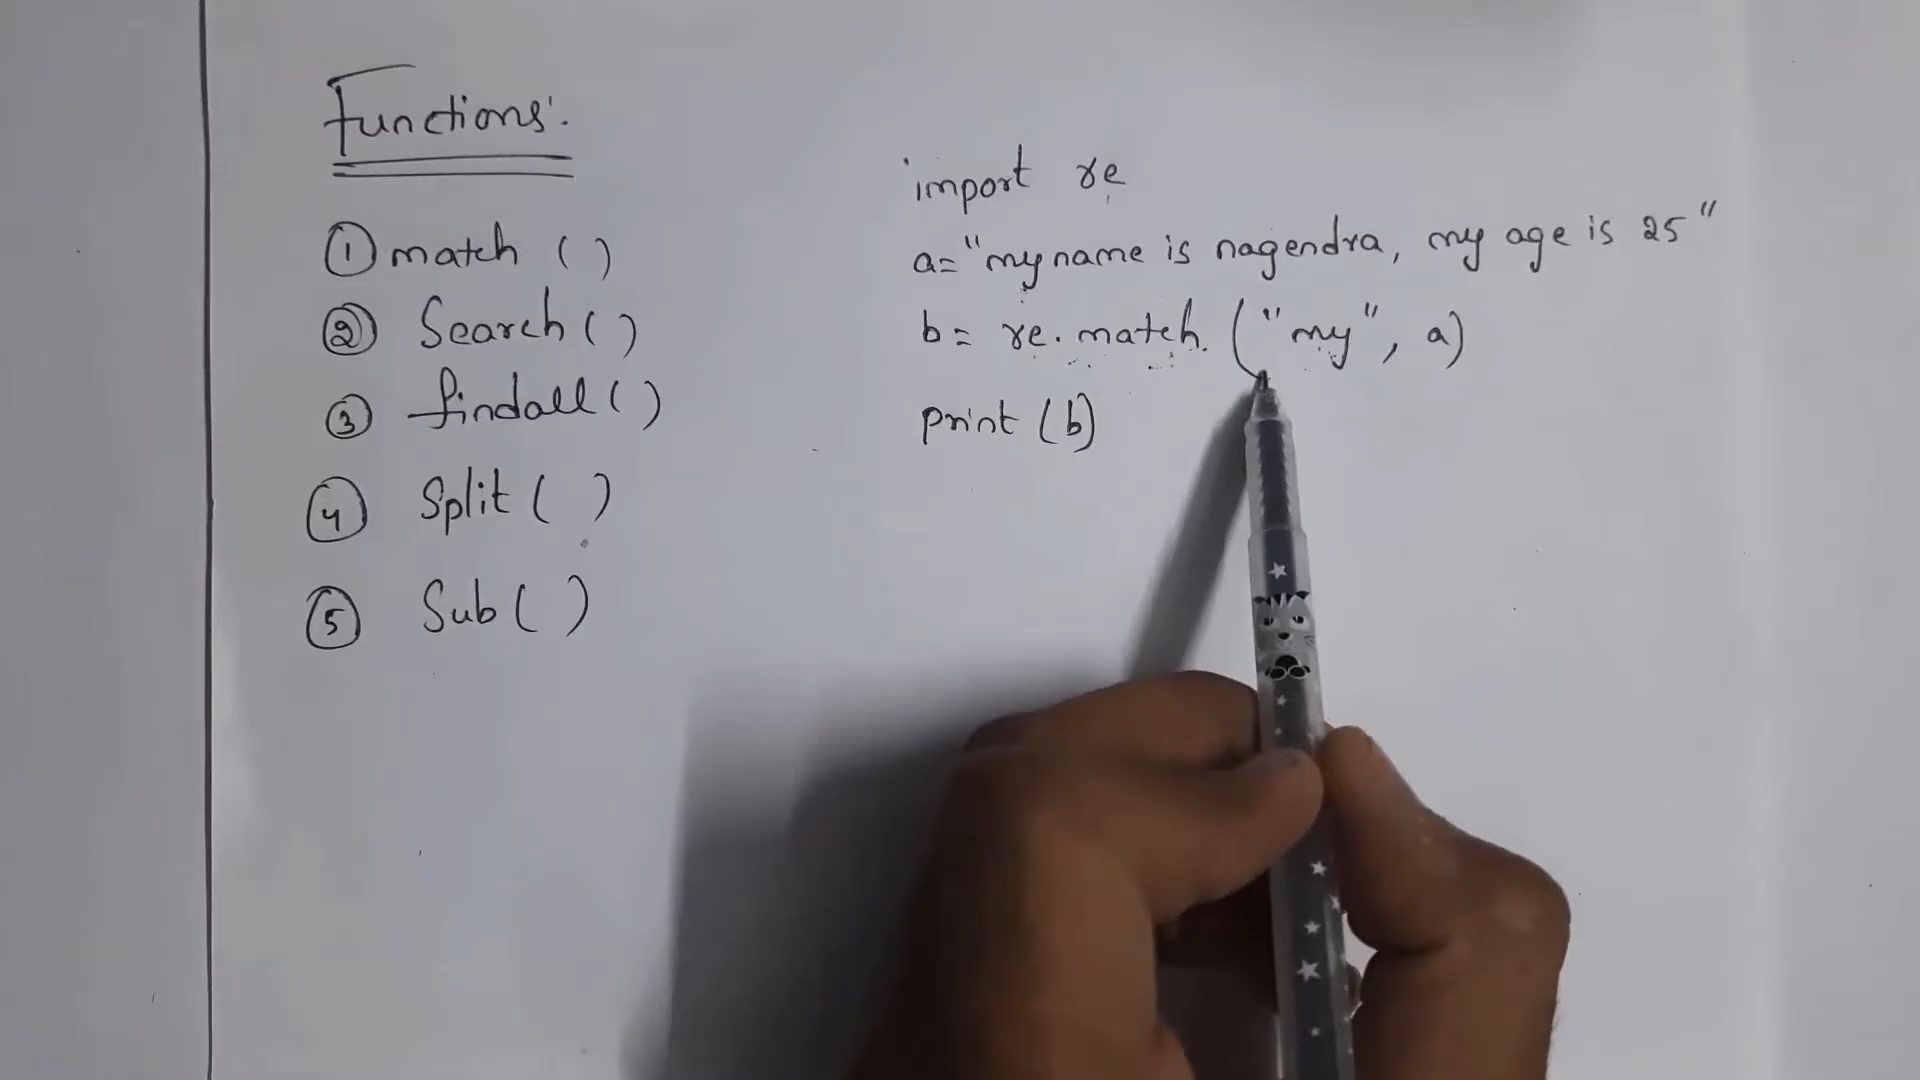 Functions:
① match ( )
② Search ( )
③ findall ( )
④ Split ( )
⑤ Sub ( )
import re
a= "my name is nagendra, my age is 25"
b= re. match ("my", a)
print (b)